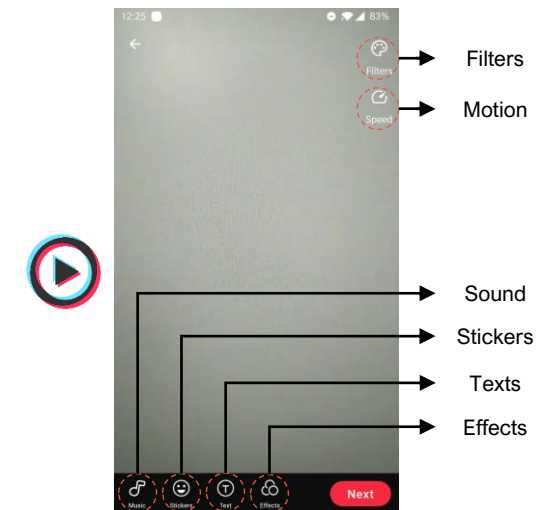 12:25
83%
Filters
Filters
Speed
Motion
Sound
Stickers
Texts
Effects
Music
Stickers
Text
Effects
Next